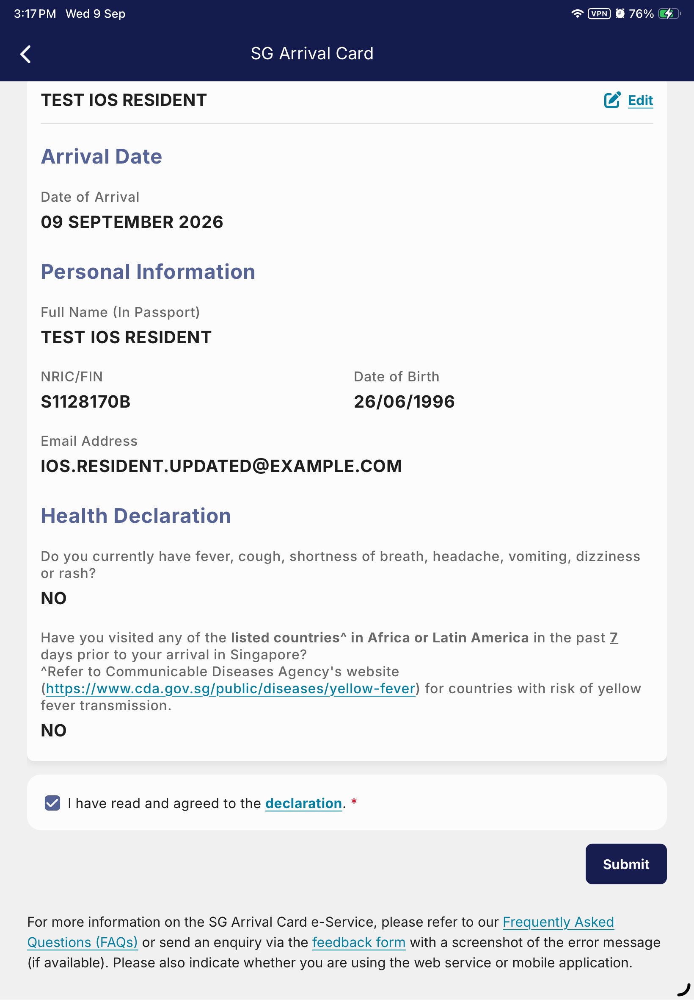 3:17 PM Wed 9 Sep
VPN 76%
SG Arrival Card
TEST IOS RESIDENT
Edit
Arrival Date
Date of Arrival
09 SEPTEMBER 2026
Personal Information
Full Name (In Passport)
TEST IOS RESIDENT
NRIC/FIN
S1128170B
Date of Birth
26/06/1996
Email Address
IOS.RESIDENT.UPDATED@EXAMPLE.COM
Health Declaration
Do you currently have fever, cough, shortness of breath, headache, vomiting, dizziness
or rash?
NO
Have you visited any of the listed countries^ in Africa or Latin America in the past 7
days prior to your arrival in Singapore?
^Refer to Communicable Diseases Agency's website
(https://www.cda.gov.sg/public/diseases/yellow-fever) for countries with risk of yellow
fever transmission.
NO
I have read and agreed to the declaration. *
Submit
For more information on the SG Arrival Card e-Service, please refer to our Frequently Asked
Questions (FAQs) or send an enquiry via the feedback form with a screenshot of the error message
(if available). Please also indicate whether you are using the web service or mobile application.